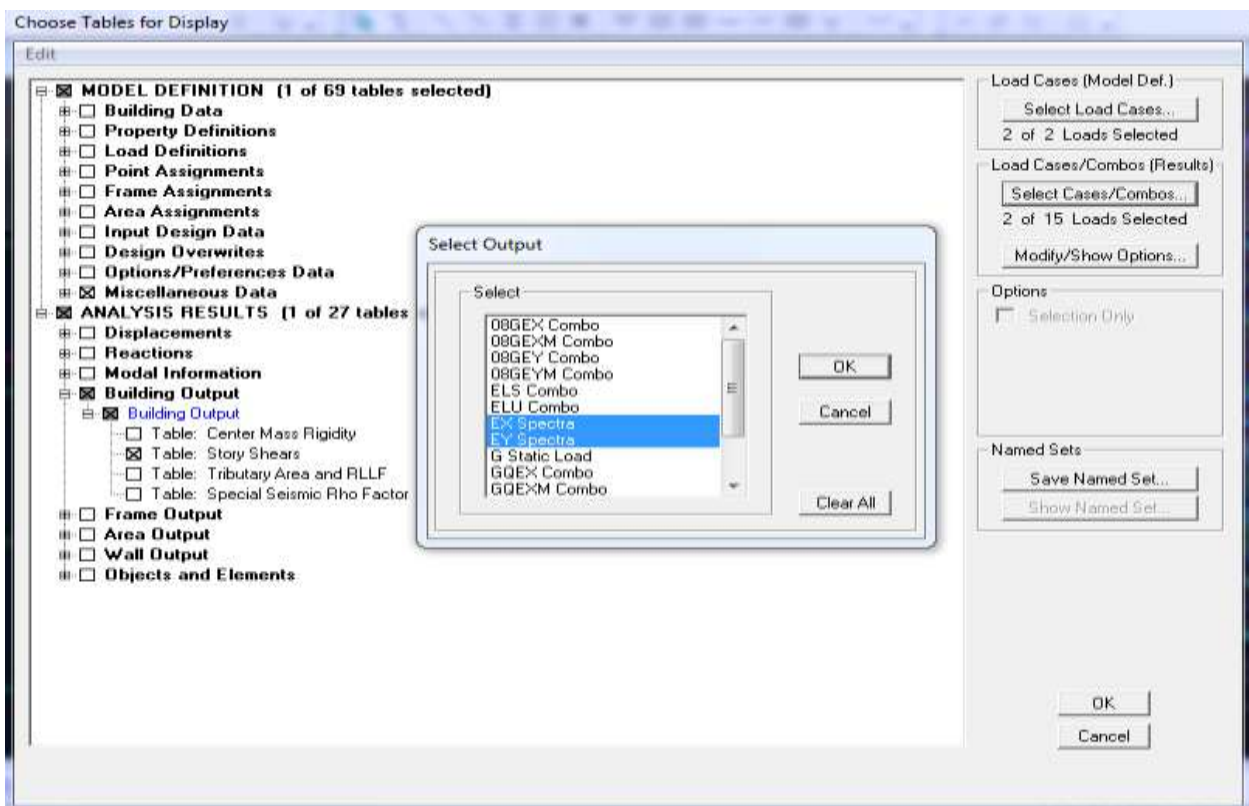 Choose Tables for Display
Edit
MODEL DEFINITION (1 of 69 tables selected)
Building Data
Property Definitions
Load Definitions
Point Assignments
Frame Assignments
Area Assignments
Input Design Data
Design Overwrites
Options/Preferences Data
Miscellaneous Data
ANALYSIS RESULTS (1 of 27 tables
Displacements
Reactions
Modal Information
Building Output
Building Output
Table: Center Mass Rigidity
Table: Story Shears
Table: Tributary Area and RLLF
Table: Special Seismic Rho Factor
Frame Output
Area Output
Wall Output
Objects and Elements
Select Output
Select
08GEX Combo
08GEXM Combo
08GEY Combo
08GEYM Combo
ELS Combo
ELU Combo
EX Spectra
EY Spectra
G Static Load
GQEX Combo
GQEXM Combo
OK
Cancel
Clear All
Load Cases (Model Def.)
Select Load Cases...
2 of 2 Loads Selected
Load Cases/Combos (Results)
Select Cases/Combos...
2 of 15 Loads Selected
Modify/Show Options...
Options
Selection Only
Named Sets
Save Named Set...
Show Named Set...
OK
Cancel